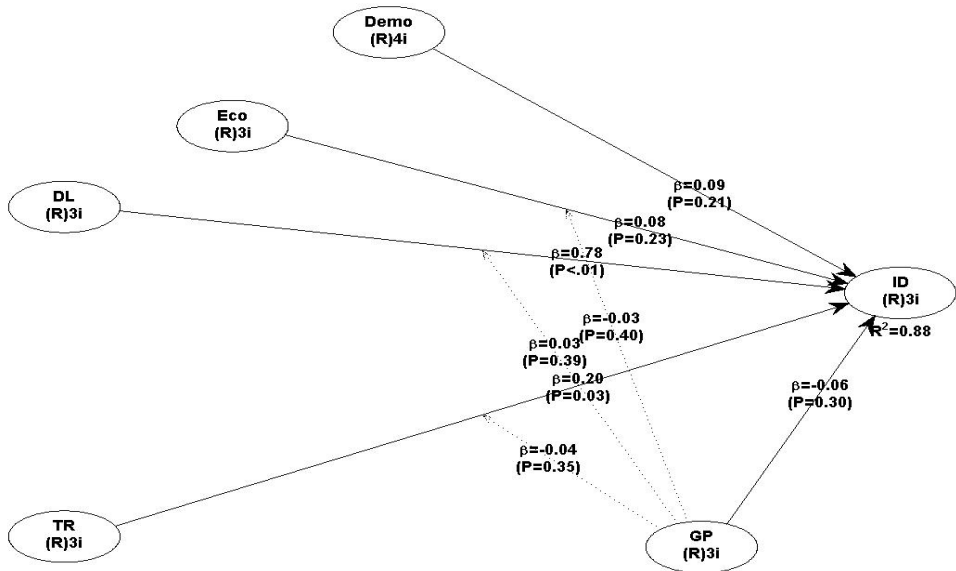 Demo
(R)4i
Eco
(R)3i
DL
(R)3i
β=0.09
(P=0.21)
β=0.08
(P=0.23)
β=0.78
(P<.01)
ID
(R)3i
R²=0.88
β=-0.03
(P=0.40)
β=0.03
(P=0.39)
β=0.20
(P=0.03)
β=-0.06
(P=0.30)
β=-0.04
(P=0.35)
TR
(R)3i
GP
(R)3i